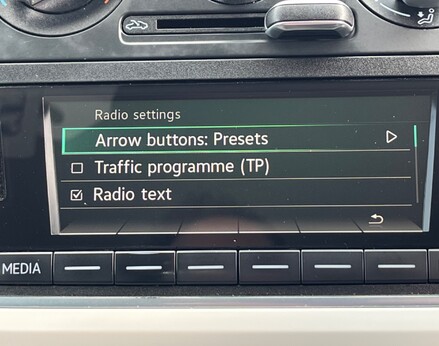 Radio settings
Arrow buttons: Presets
Traffic programme (TP)
Radio text
MEDIA